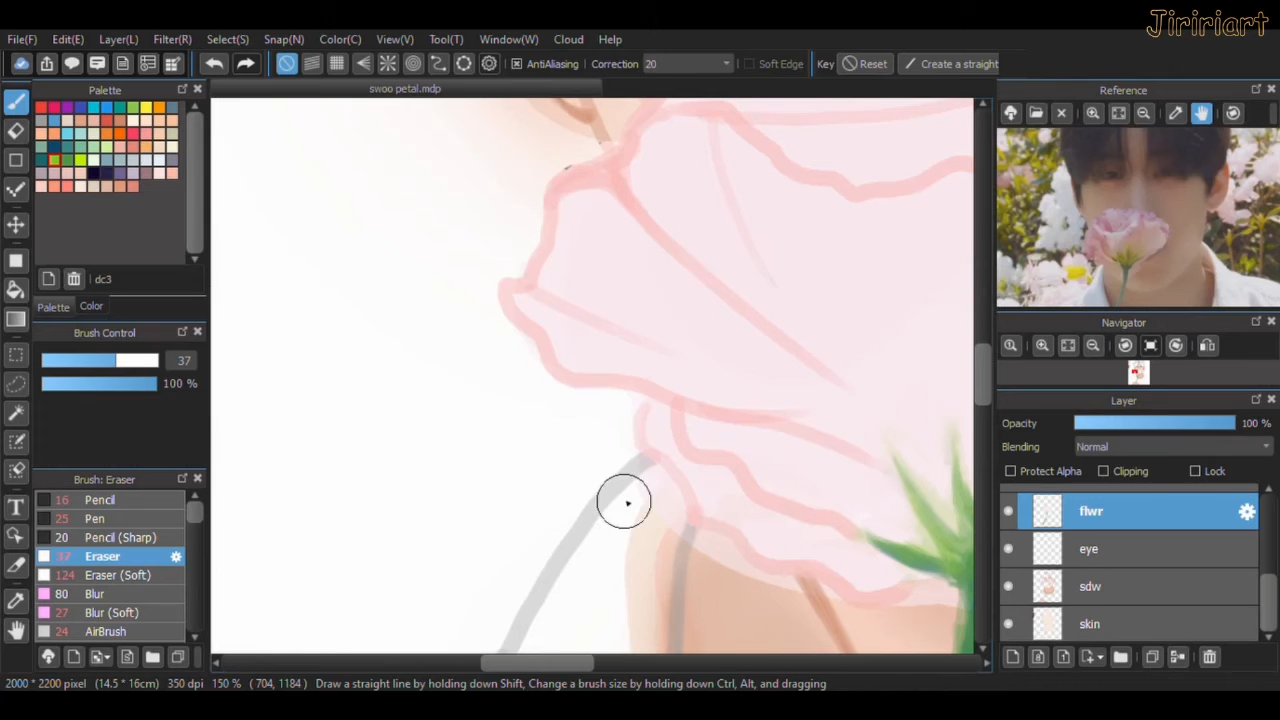 Jiririart
File(F) Edit(E) Layer(L) Filter(R) Select(S) Snap(N) Color(C) View(V) Tool(T) Window(W) Cloud Help
AntiAliasing Correction 20 Soft Edge Key Reset Create a straight
Palette
swoo petal.mdp
Reference
dc3
Palette Color
Brush Control
37
100 %
Navigator
Layer
Opacity 100 %
Blending Normal
Protect Alpha Clipping Lock
Brush: Eraser
16 Pencil
25 Pen
20 Pencil (Sharp)
37 Eraser
124 Eraser (Soft)
80 Blur
27 Blur (Soft)
24 AirBrush
flwr
eye
sdw
skin
2000 * 2200 pixel (14.5 * 16cm) 350 dpi 150 % ( 704, 1184 ) Draw a straight line by holding down Shift, Change a brush size by holding down Ctrl, Alt, and dragging